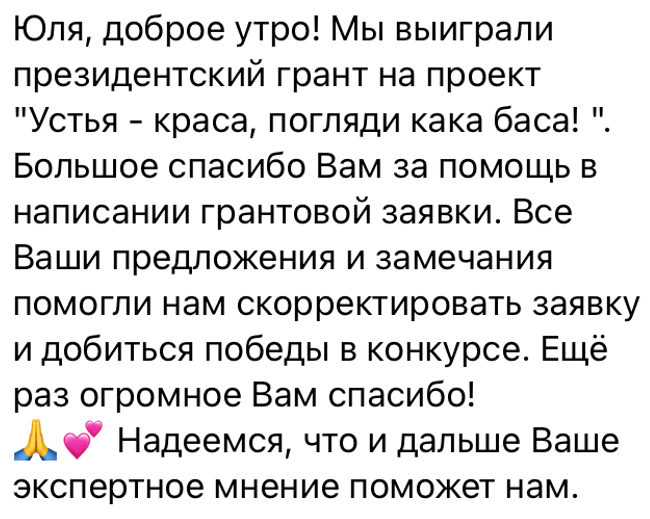 Юля, доброе утро! Мы выиграли
президентский грант на проект
"Устья - краса, погляди кака баса! ".
Большое спасибо Вам за помощь в
написании грантовой заявки. Все
Ваши предложения и замечания
помогли нам скорректировать заявку
и добиться победы в конкурсе. Ещё
раз огромное Вам спасибо!
🙏💕 Надеемся, что и дальше Ваше
экспертное мнение поможет нам.